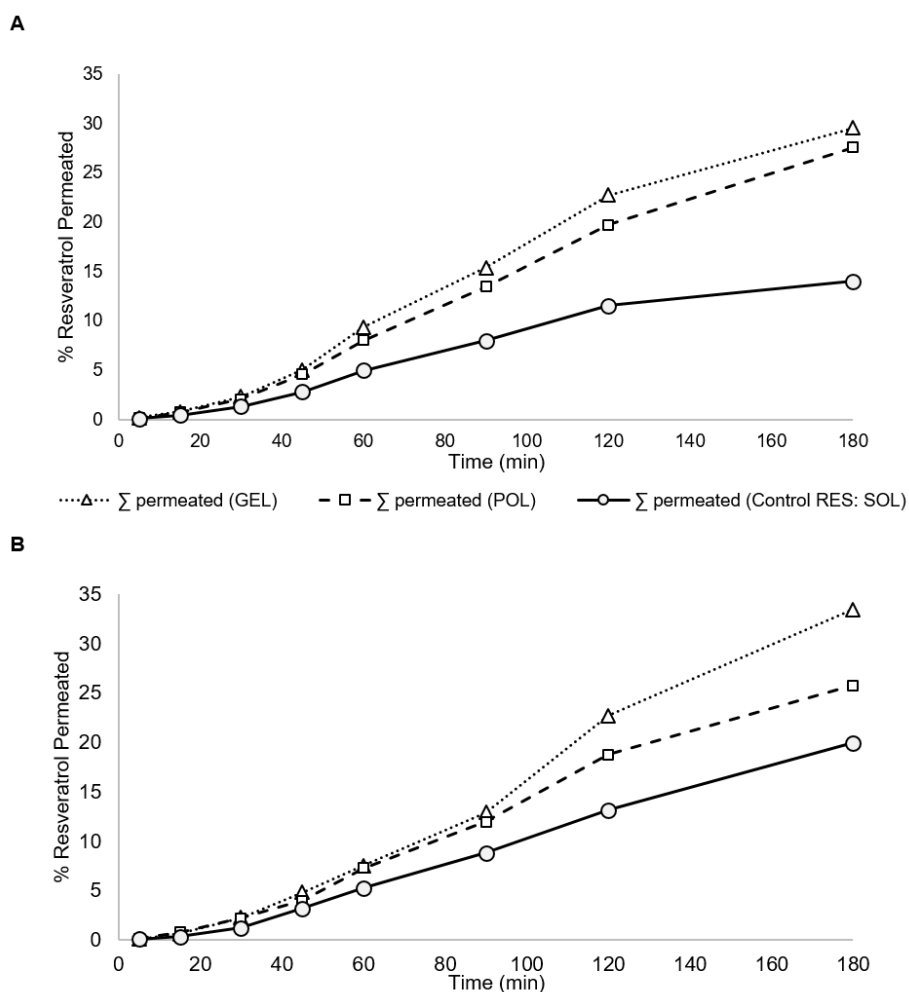 A
35
30
25
20
15
10
5
0
% Resveratrol Permeated
0 20 40 60 80 100 120 140 160 180
Time (min)
∑ permeated (GEL) ∑ permeated (POL) ∑ permeated (Control RES: SOL)
B
35
30
25
20
15
10
5
0
% Resveratrol Permeated
0 20 40 60 80 100 120 140 160 180
Time (min)